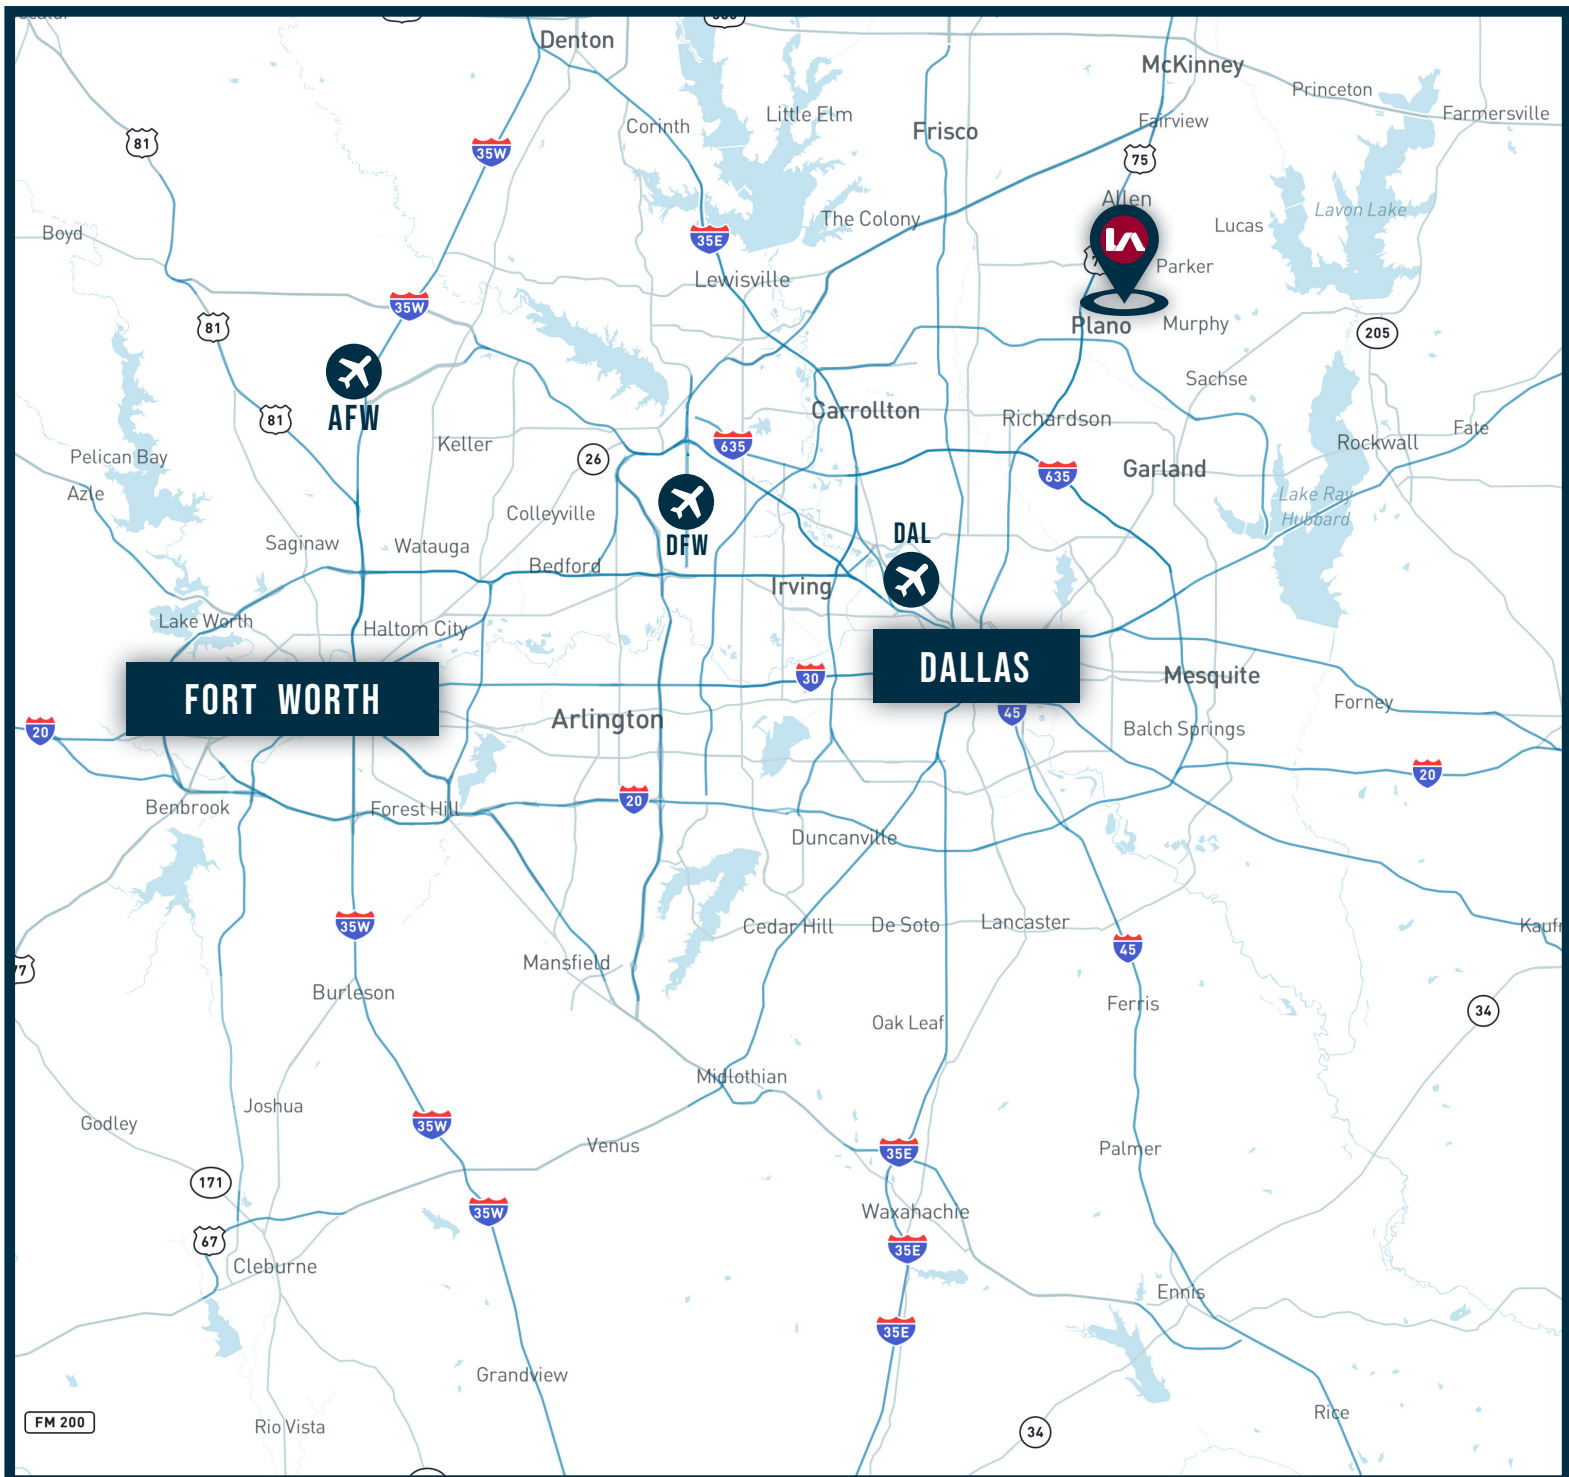 Denton
McKinney
Princeton
Farmersville
Little Elm
Corinth
Frisco
Fairview
81
35W
75
Allen
Lavon Lake
The Colony
Lucas
Boyd
35E
Parker
Lewisville
35W
81
Plano
Murphy
205
AFW
Sachse
81
Carrollton
Richardson
Fate
Keller
635
Rockwall
26
Pelican Bay
Garland
635
Azle
Lake Ray
Hubbard
Colleyville
DAL
Saginaw
Watauga
DFW
Bedford
Irving
Lake Worth
Haltom City
DALLAS
30
Mesquite
FORT WORTH
Forney
45
Arlington
20
Balch Springs
20
20
Benbrook
Forest Hill
Duncanville
35W
Cedar Hill
De Soto
Lancaster
45
Mansfield
Burleson
Ferris
34
Oak Leaf
Midlothian
Joshua
Godley
35W
Venus
35E
Palmer
171
35W
Waxahachie
67
35E
Cleburne
Ennis
35E
Grandview
Rice
FM 200
Rio Vista
34